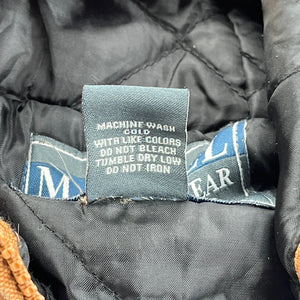 MACHINE WASH
COLD
WITH LIKE COLORS
DO NOT BLEACH
TUMBLE DRY LOW
DO NOT IRON
M
L
EAR